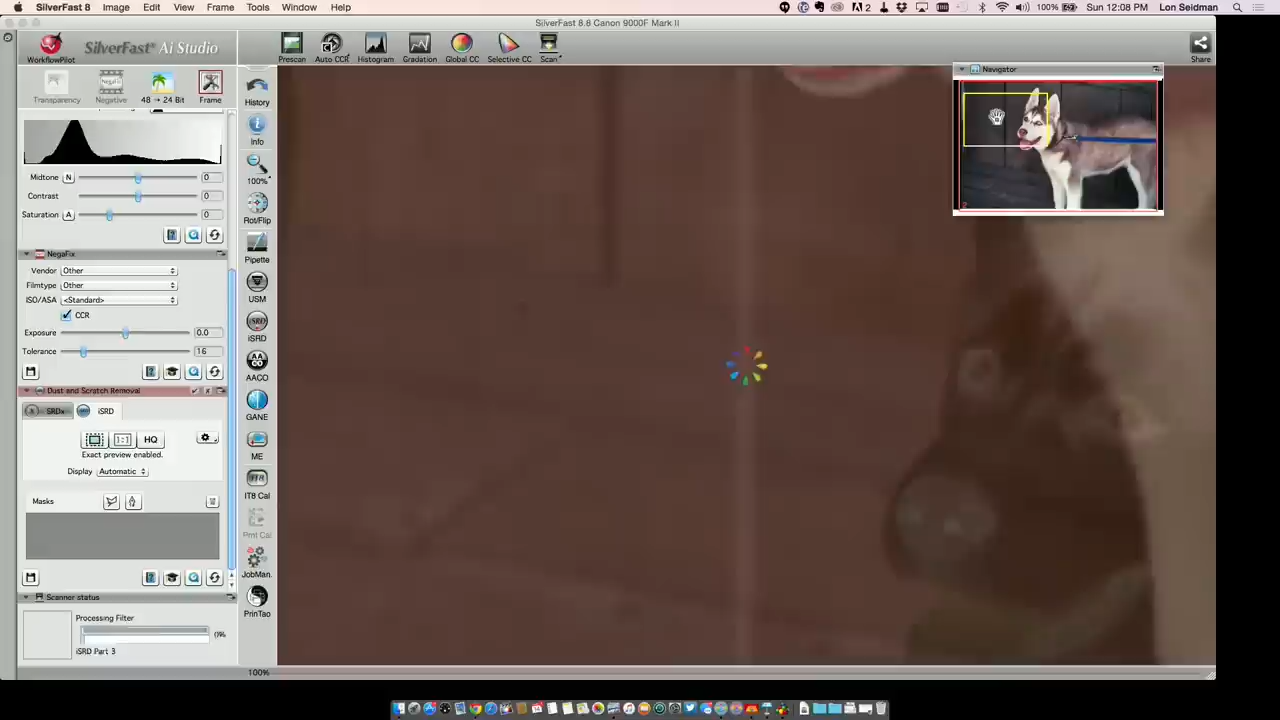 SilverFast 8 Image Edit View Frame Tools Window Help
2 100% Sun 12:08 PM Lon Seidman
SilverFast 8.8 Canon 9000F Mark II
WorkflowPilot
SilverFast Ai Studio
Prescan Auto CCR Histogram Gradation Global CC Selective CC Scan
Share
Transparency Negative 48 → 24 Bit Frame
Navigator
History
Info
100%
Rot/Flip
Pipette
USM
iSRD
AACO
GANE
ME
IT8 Cal
Prnt Cal
JobMan.
PrinTao
Midtone N 0
Contrast 0
Saturation A 0
NegaFix
Vendor Other
Filmtype Other
ISO/ASA <Standard>
CCR
Exposure 0.0
Tolerance 16
Dust and Scratch Removal
SRDx iSRD
1:1 HQ
Exact preview enabled.
Display Automatic
Masks
Scanner status
Processing Filter
0%
iSRD Part 3
100%